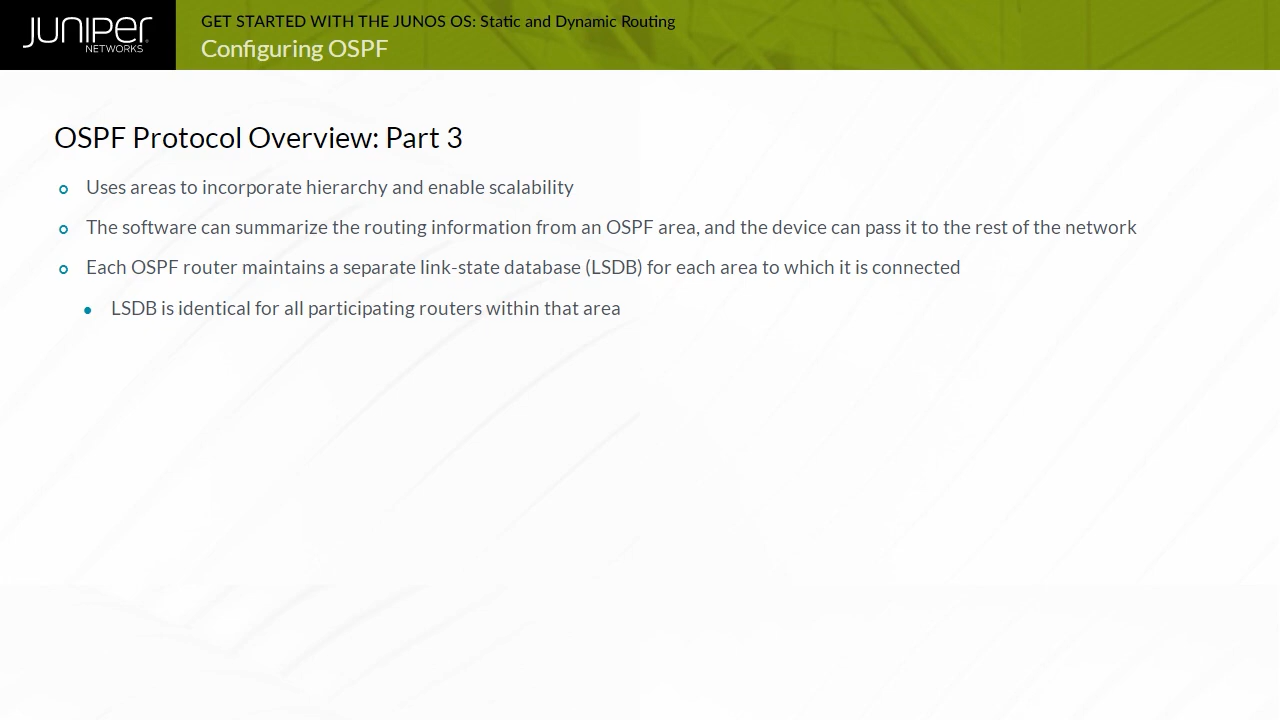 JUNIPER
NETWORKS
GET STARTED WITH THE JUNOS OS: Static and Dynamic Routing
Configuring OSPF
OSPF Protocol Overview: Part 3
Uses areas to incorporate hierarchy and enable scalability
The software can summarize the routing information from an OSPF area, and the device can pass it to the rest of the network
Each OSPF router maintains a separate link-state database (LSDB) for each area to which it is connected
LSDB is identical for all participating routers within that area